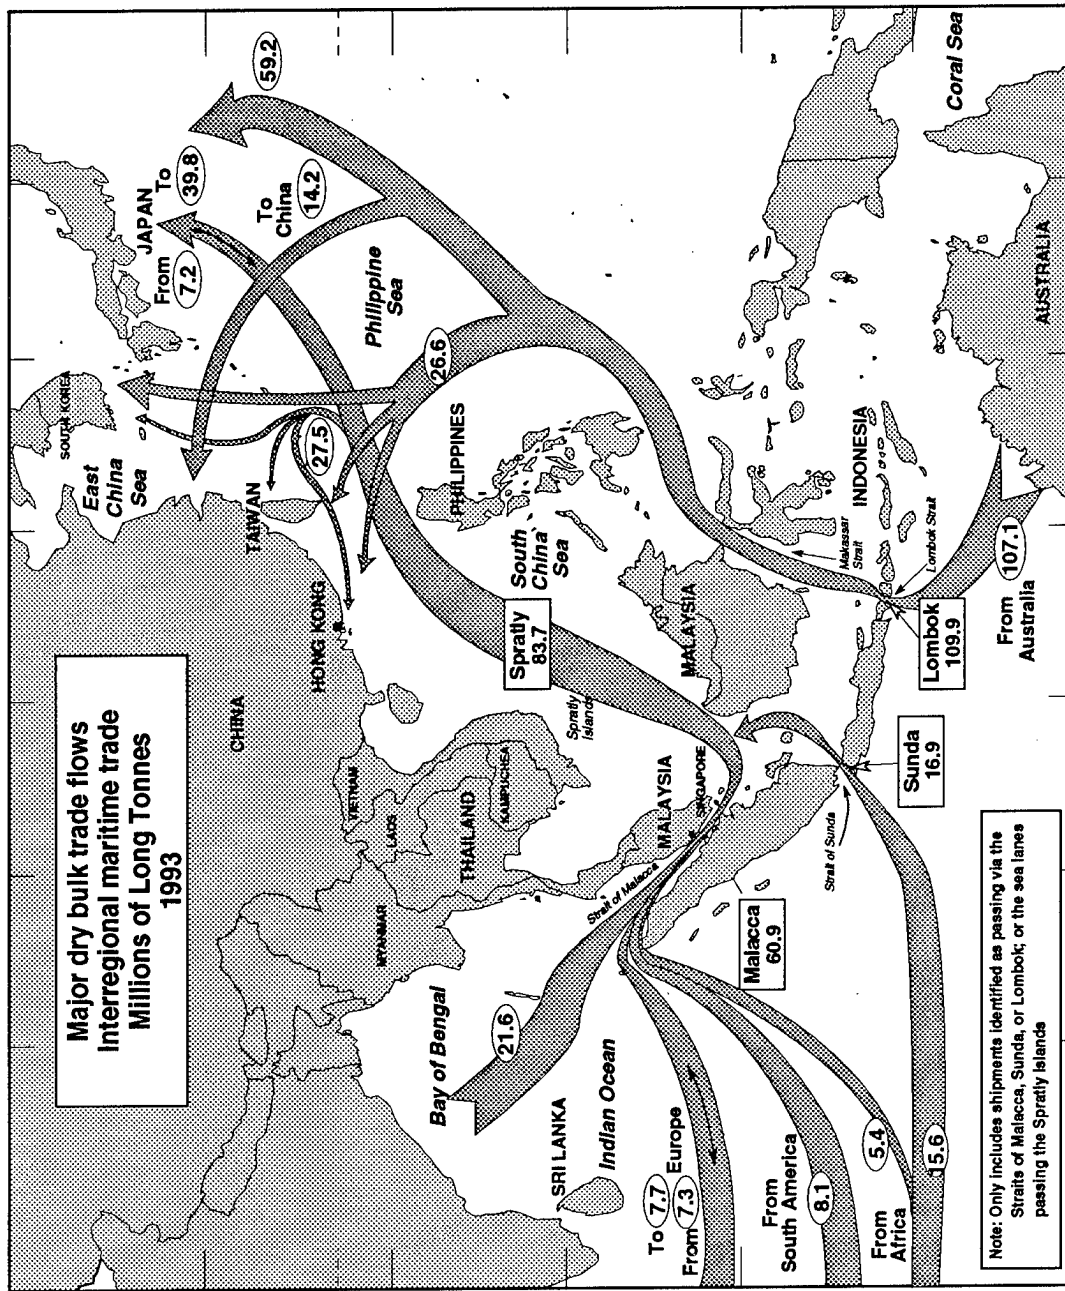 Major dry bulk trade flows
Interregional maritime trade
Millions of Long Tonnes
1993
59.2
JAPAN
To
39.8
From
7.2
To
China
14.2
Philippine
Sea
26.6
27.5
SOUTH KOREA
East
China
Sea
TAIWAN
HONG KONG
CHINA
PHILIPPINES
South
China
Sea
Spratly
83.7
Spratly
Islands
VIETNAM
LAOS
THAILAND
KAMPUCHEA
MYANMAR
MALAYSIA
SINGAPORE
MALAYSIA
Strait of Malacca
Malacca
60.9
Bay of Bengal
21.6
SRI LANKA
Indian Ocean
To 7.7
From 7.3
Europe
From
South America
8.1
From
Africa
5.4
15.6
Strait of Sunda
Sunda
16.9
Lombok
109.9
Lombok Strait
Makassar
Strait
INDONESIA
From
Australia
107.1
AUSTRALIA
Coral Sea
Note: Only includes shipments identified as passing via the
Straits of Malacca, Sunda, or Lombok; or the sea lanes
passing the Spratly Islands